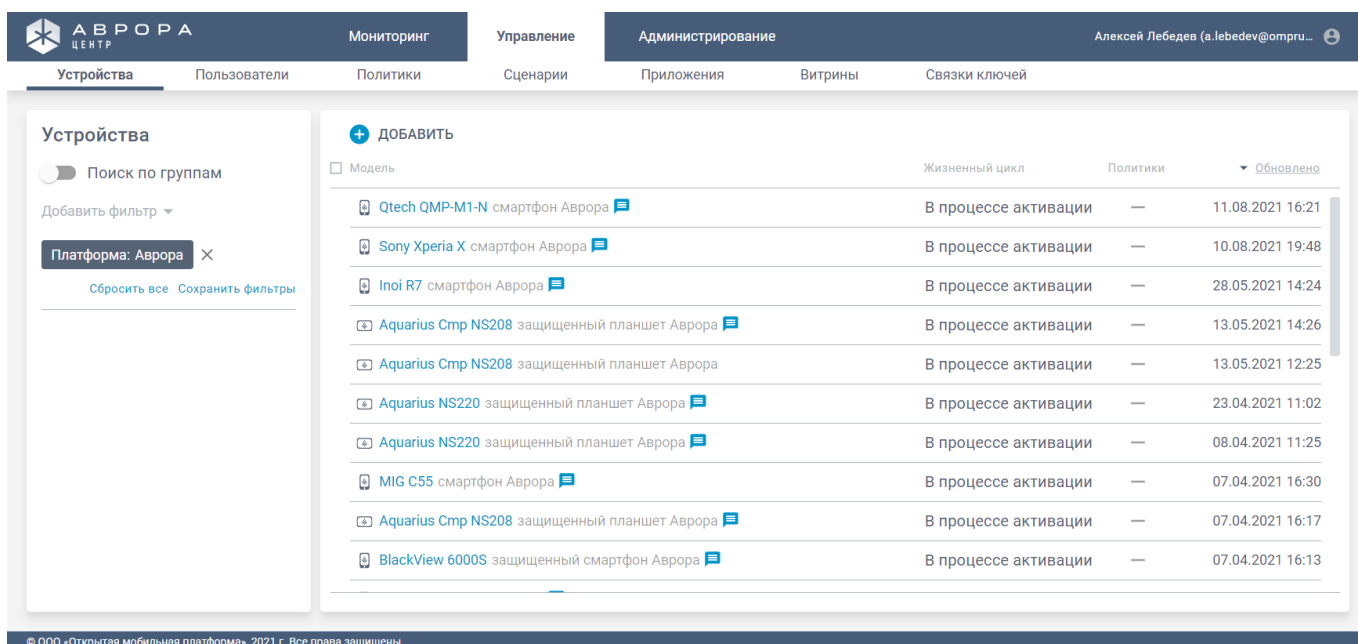 АВРОРА
ЦЕНТР
Мониторинг Управление Администрирование Алексей Лебедев (a.lebedev@ompru...
Устройства Пользователи Политики Сценарии Приложения Витрины Связки ключей
Устройства
Поиск по группам
Добавить фильтр
Платформа: Аврора
Сбросить все Сохранить фильтры
ДОБАВИТЬ
Модель Жизненный цикл Политики Обновлено
Qtech QMP-M1-N смартфон Аврора В процессе активации — 11.08.2021 16:21
Sony Xperia X смартфон Аврора В процессе активации — 10.08.2021 19:48
Inoi R7 смартфон Аврора В процессе активации — 28.05.2021 14:24
Aquarius Cmp NS208 защищенный планшет Аврора В процессе активации — 13.05.2021 14:26
Aquarius Cmp NS208 защищенный планшет Аврора В процессе активации — 13.05.2021 12:25
Aquarius NS220 защищенный планшет Аврора В процессе активации — 23.04.2021 11:02
Aquarius NS220 защищенный планшет Аврора В процессе активации — 08.04.2021 11:25
MIG C55 смартфон Аврора В процессе активации — 07.04.2021 16:30
Aquarius Cmp NS208 защищенный планшет Аврора В процессе активации — 07.04.2021 16:17
BlackView 6000S защищенный смартфон Аврора В процессе активации — 07.04.2021 16:13
© ООО «Открытая мобильная платформа», 2021 г. Все права защищены